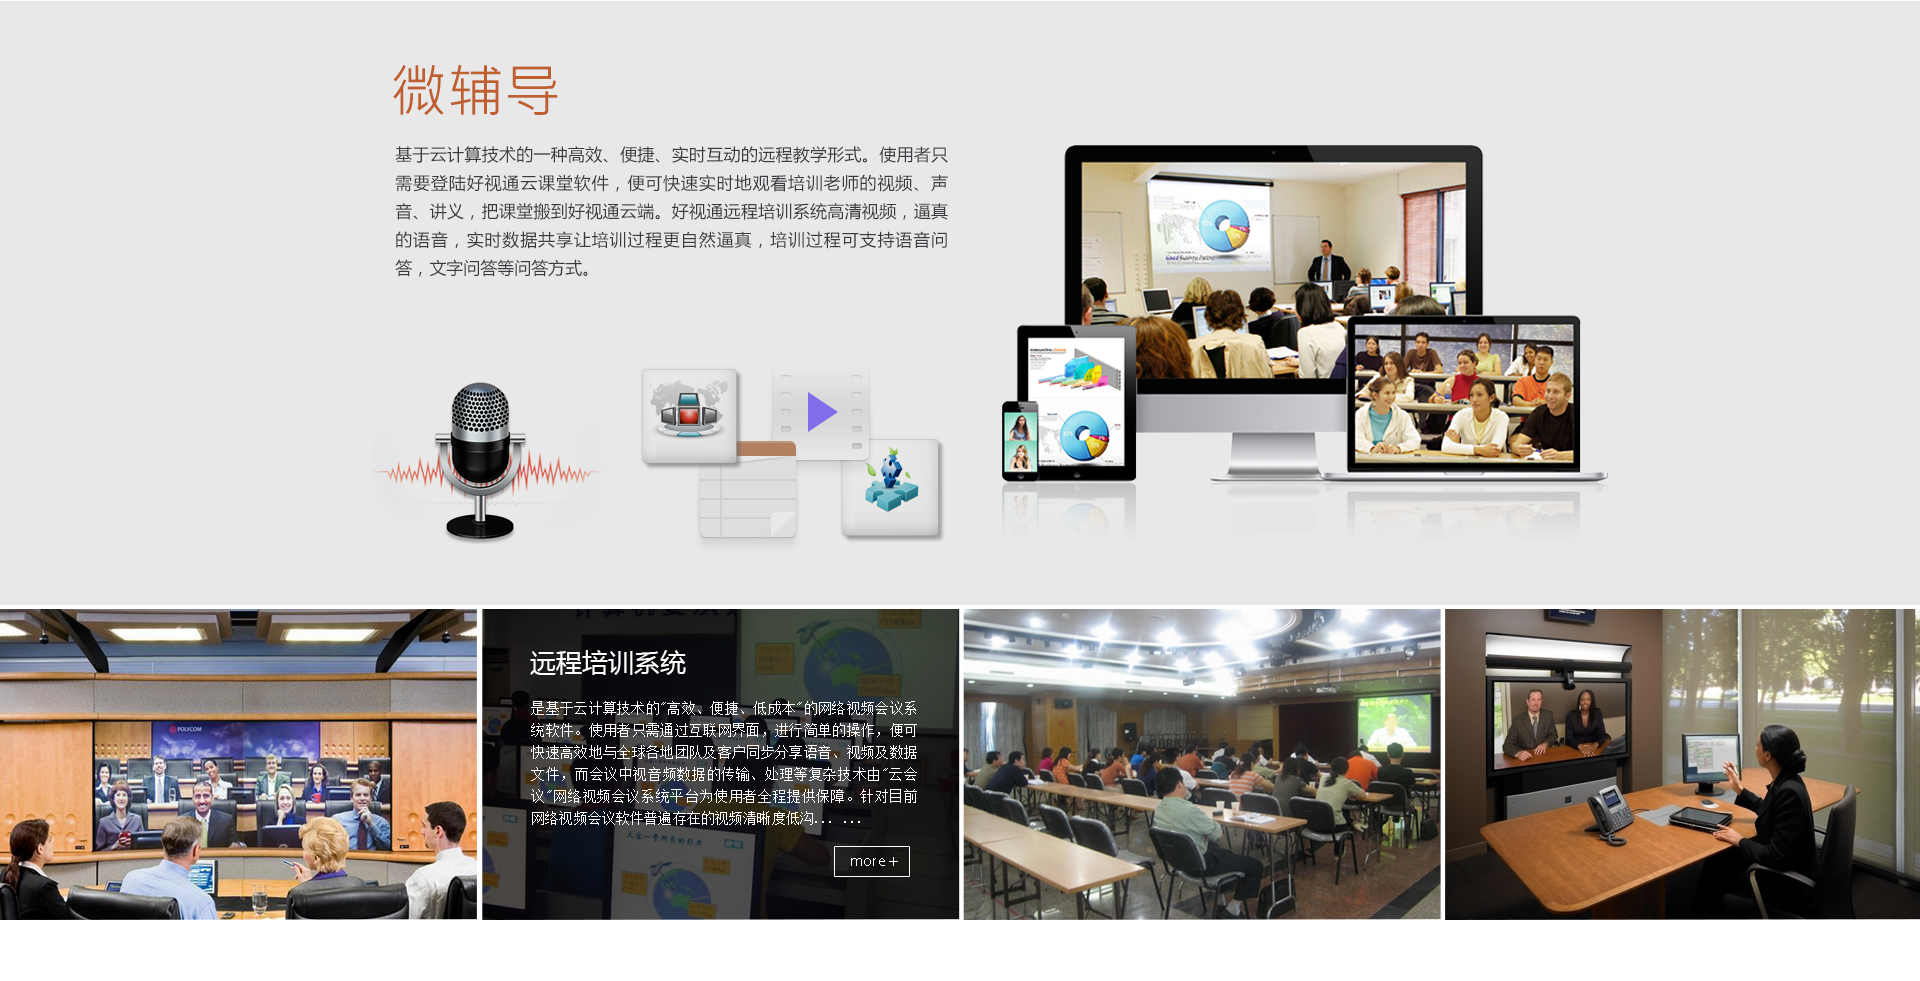 微辅导
基于云计算技术的一种高效、便捷、实时互动的远程教学形式。使用者只
需要登陆好视通云课堂软件，便可快速实时地观看培训老师的视频、声
音、讲义，把课堂搬到好视通云端。好视通远程培训系统高清视频，逼真
的语音，实时数据共享让培训过程更自然逼真，培训过程可支持语音问
答，文字问答等问答方式。
POLYCOM
远程培训系统
是基于云计算技术的"高效、便捷、低成本"的网络视频会议系
统软件。使用者只需通过互联网界面，进行简单的操作，便可
快速高效地与全球各地团队及客户同步分享语音、视频及数据
文件，而会议中视音频数据的传输、处理等复杂技术由"云会
议"网络视频会议系统平台为使用者全程提供保障。针对目前
网络视频会议软件普遍存在的视频清晰度低沟... ...
more+